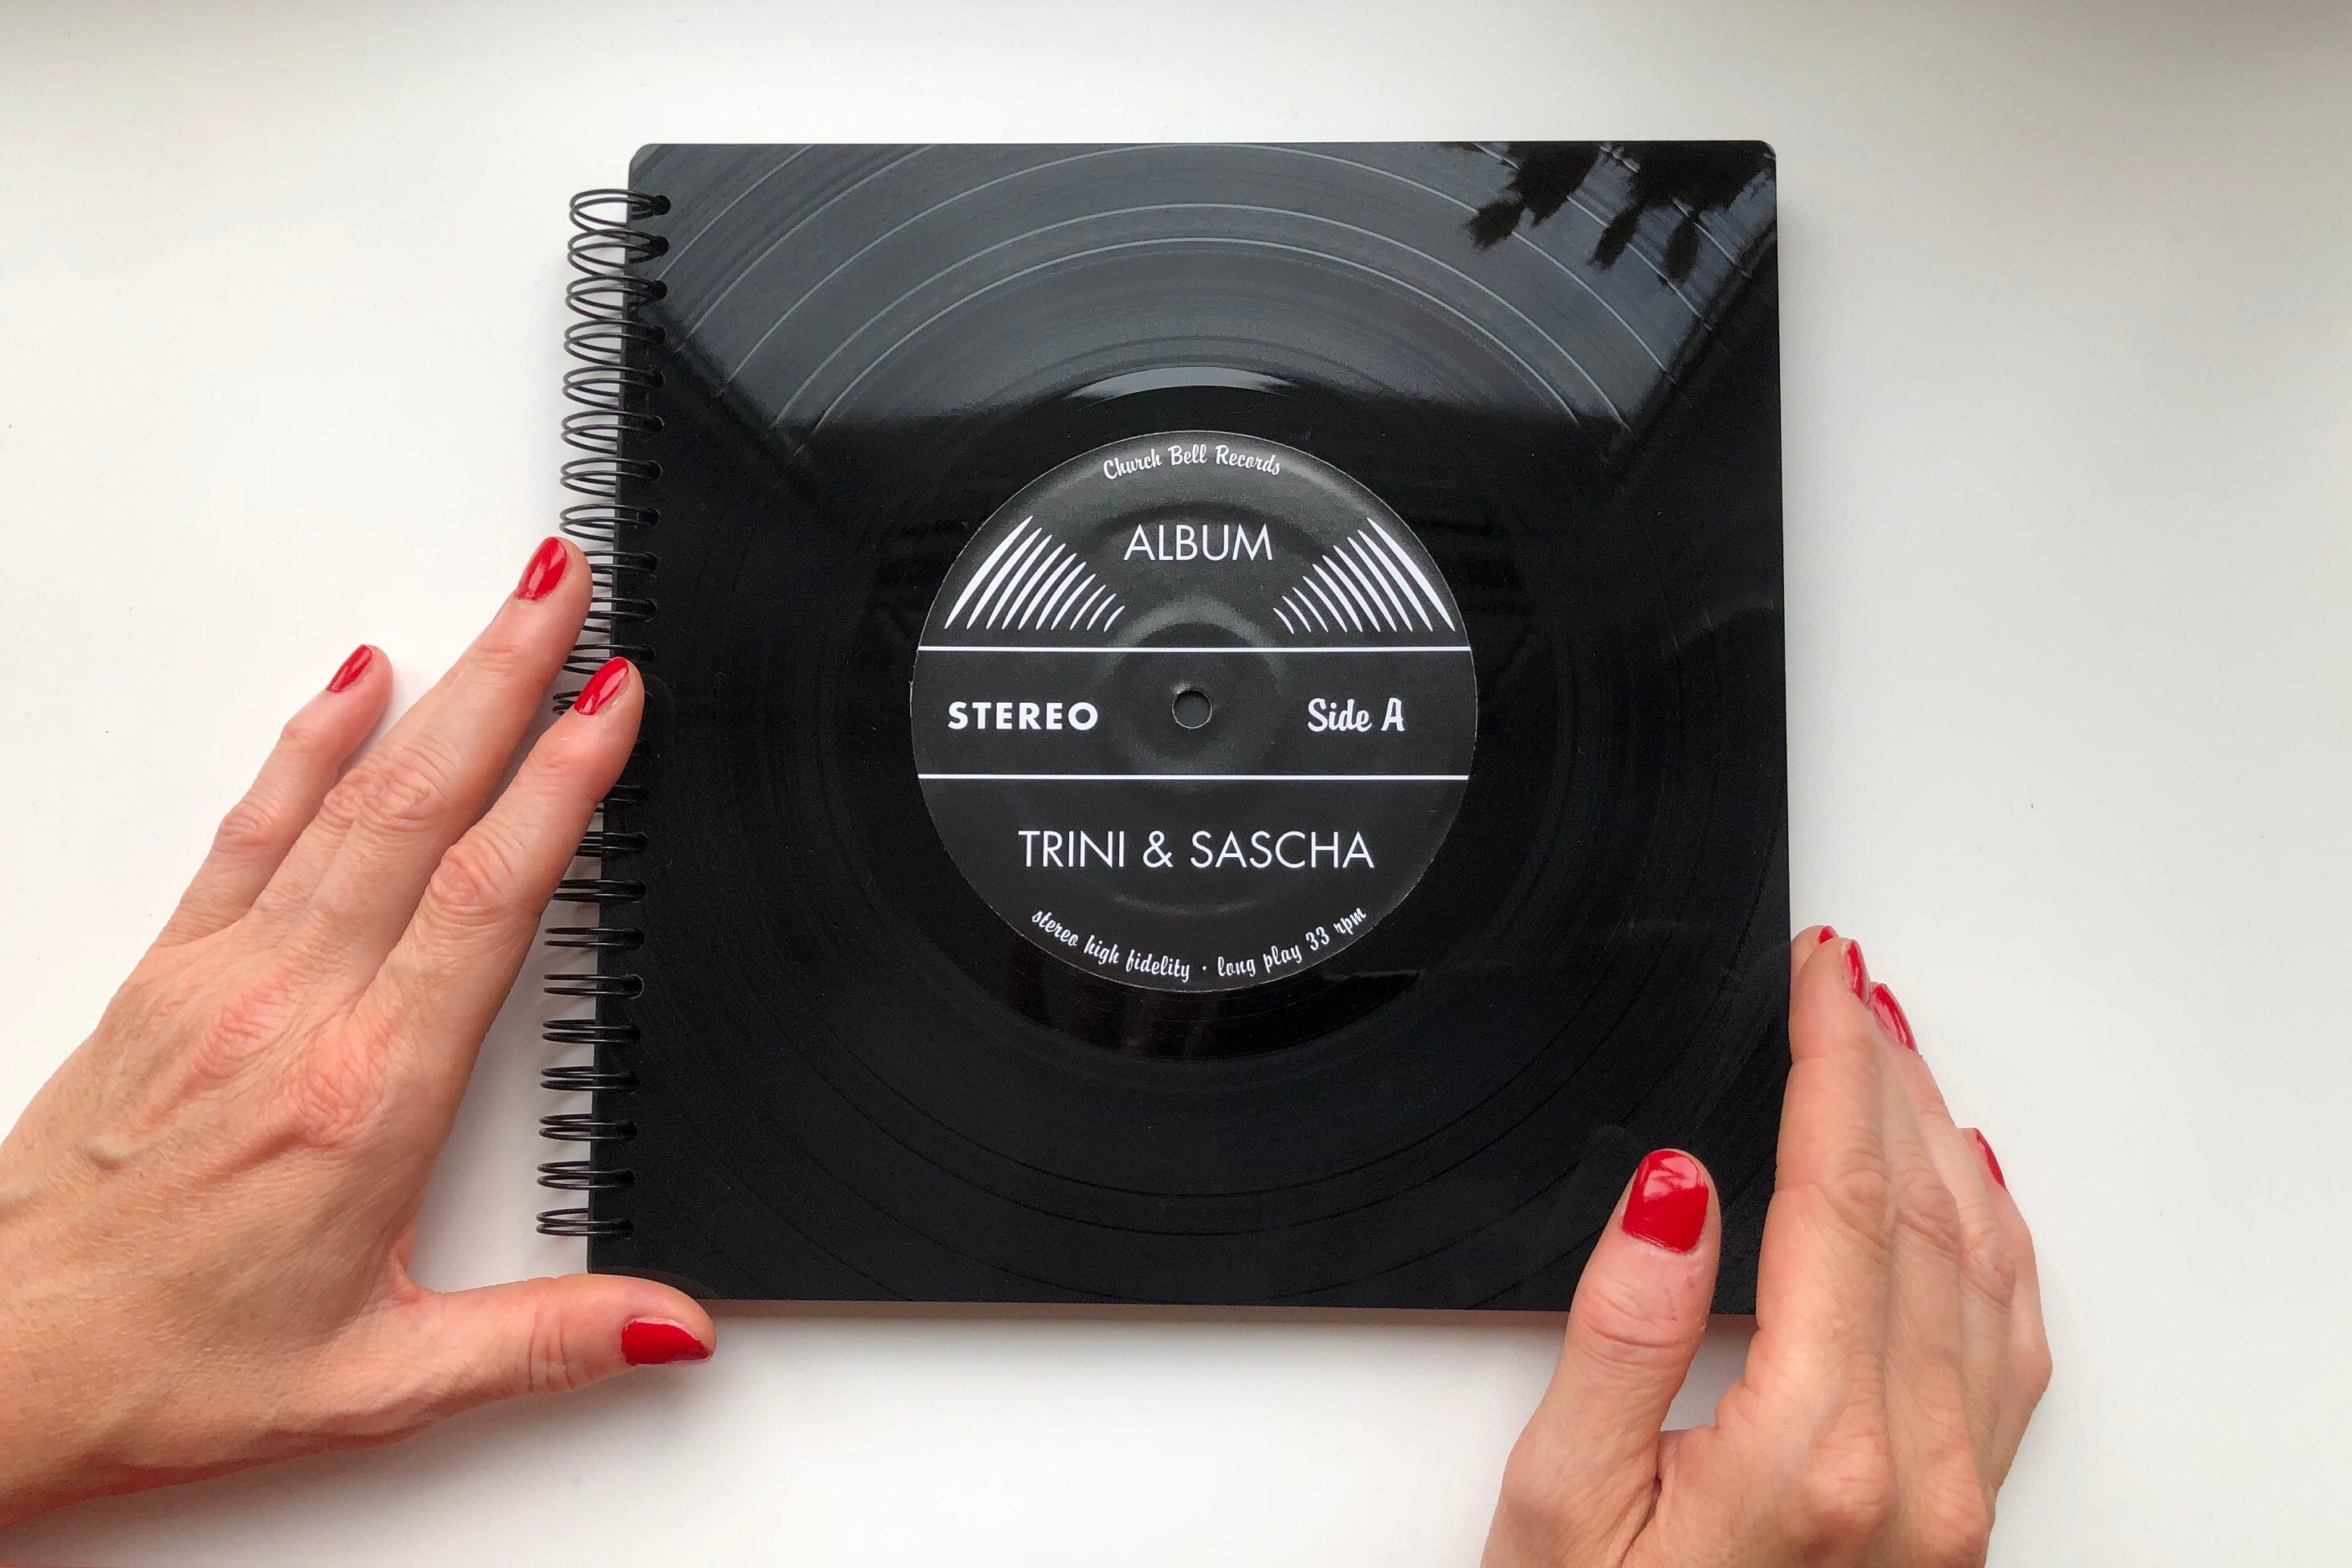 Church Bell Records
ALBUM
STEREO
Side A
TRINI & SASCHA
stereo high fidelity · long play 33 rpm